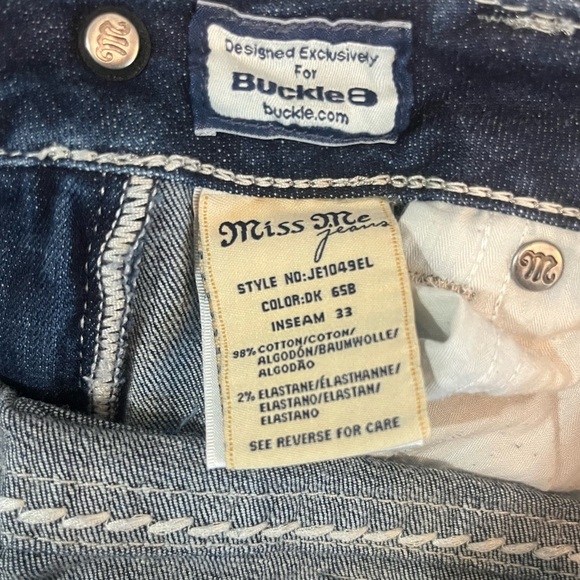 M
Designed Exclusively
For
Buckle B
buckle.com
Miss Me
jeans
M
STYLE NO:JE1049EL
COLOR:DK 65B
INSEAM 33
98% COTTON/COTON/
ALGODÓN/BAUMWOLLE/
ALGODÃO
2% ELASTANE/ÉLASTHANNE/
ELASTANO/ELASTAN/
ELASTANO
SEE REVERSE FOR CARE